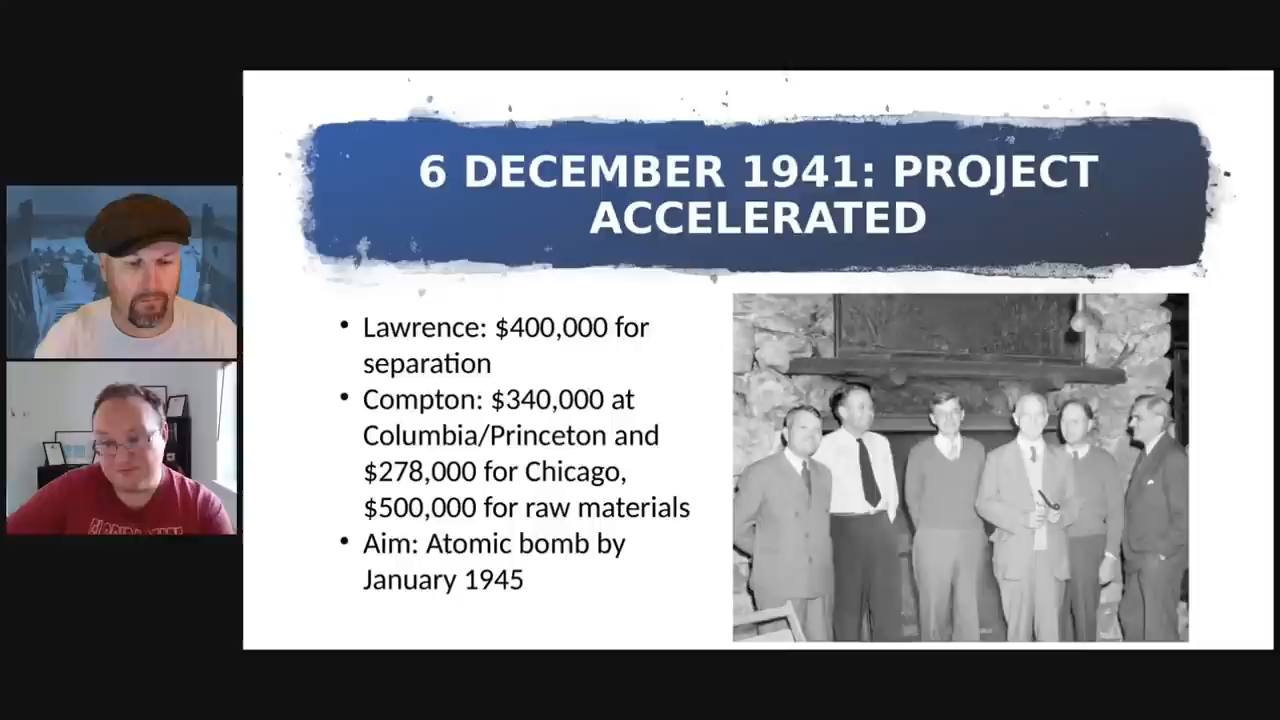 6 DECEMBER 1941: PROJECT
ACCELERATED
• Lawrence: $400,000 for
separation
• Compton: $340,000 at
Columbia/Princeton and
$278,000 for Chicago,
$500,000 for raw materials
• Aim: Atomic bomb by
January 1945